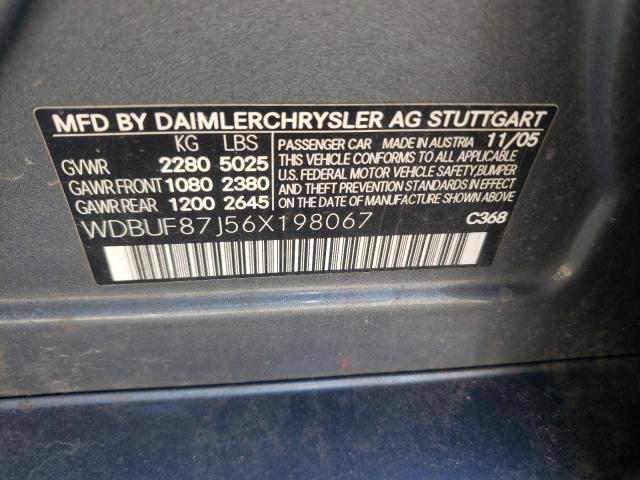 MFD BY DAIMLERCHRYSLER AG STUTTGART
KG LBS
GVWR 2280 5025
GAWR FRONT 1080 2380
GAWR REAR 1200 2645
PASSENGER CAR MADE IN AUSTRIA 11/05
THIS VEHICLE CONFORMS TO ALL APPLICABLE
U.S. FEDERAL MOTOR VEHICLE SAFETY,BUMPER
AND THEFT PREVENTION STANDARDS IN EFFECT
ON THE DATE OF MANUFACTURE SHOWN ABOVE.
WDBUF87J56X198067
C368